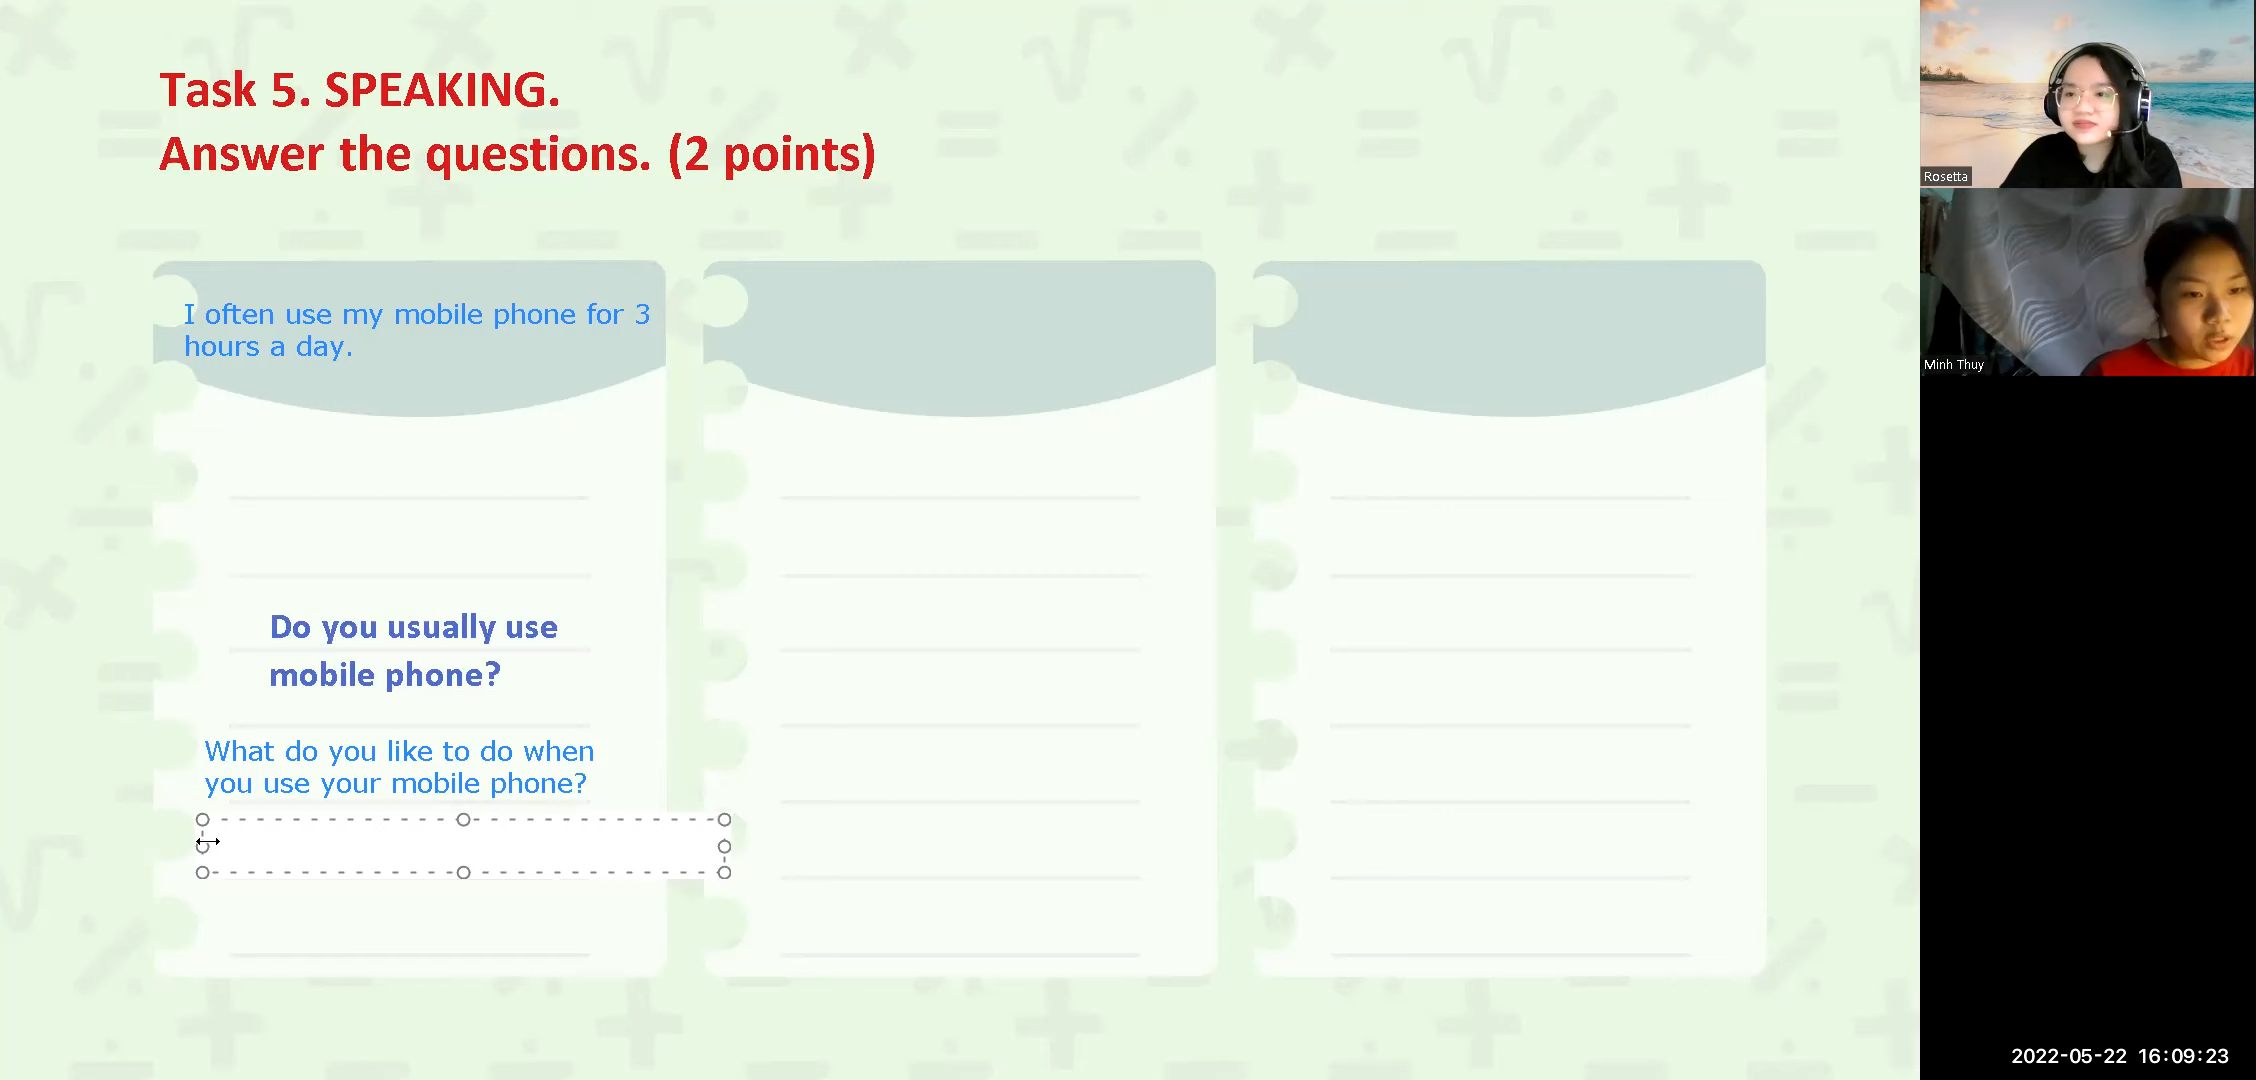 Task 5. SPEAKING.
Answer the questions. (2 points)
I often use my mobile phone for 3
hours a day.
Do you usually use
mobile phone?
What do you like to do when
you use your mobile phone?
Rosetta
Minh Thuy
2022-05-22 16:09:23